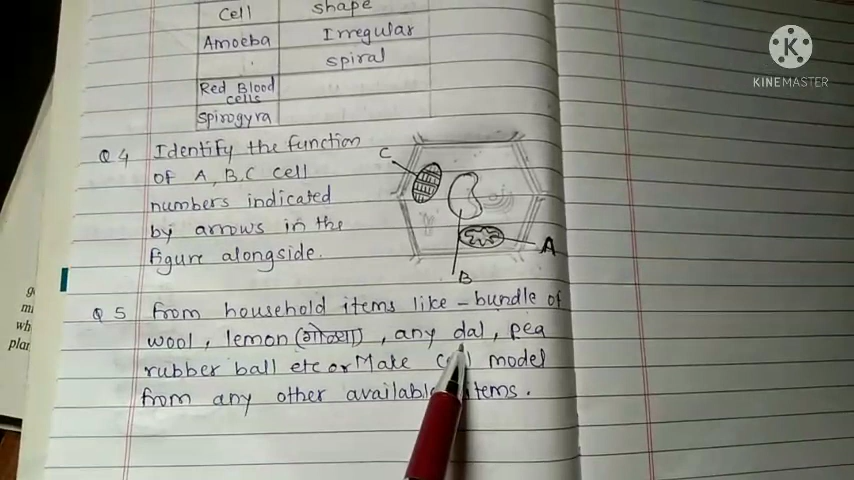 Cell shape
Amoeba Irregular
spiral
Red Blood
cells
Spirogyra
Q 4 Identify the function
of A, B, C cell
numbers indicated
by arrows in the
figure alongside.
C
A
B
Q 5 from household items like - bundle of
wool, lemon (गोळ्या), any dal, pea
rubber ball etc or Make cell model
from any other available items.
K
KINEMASTER